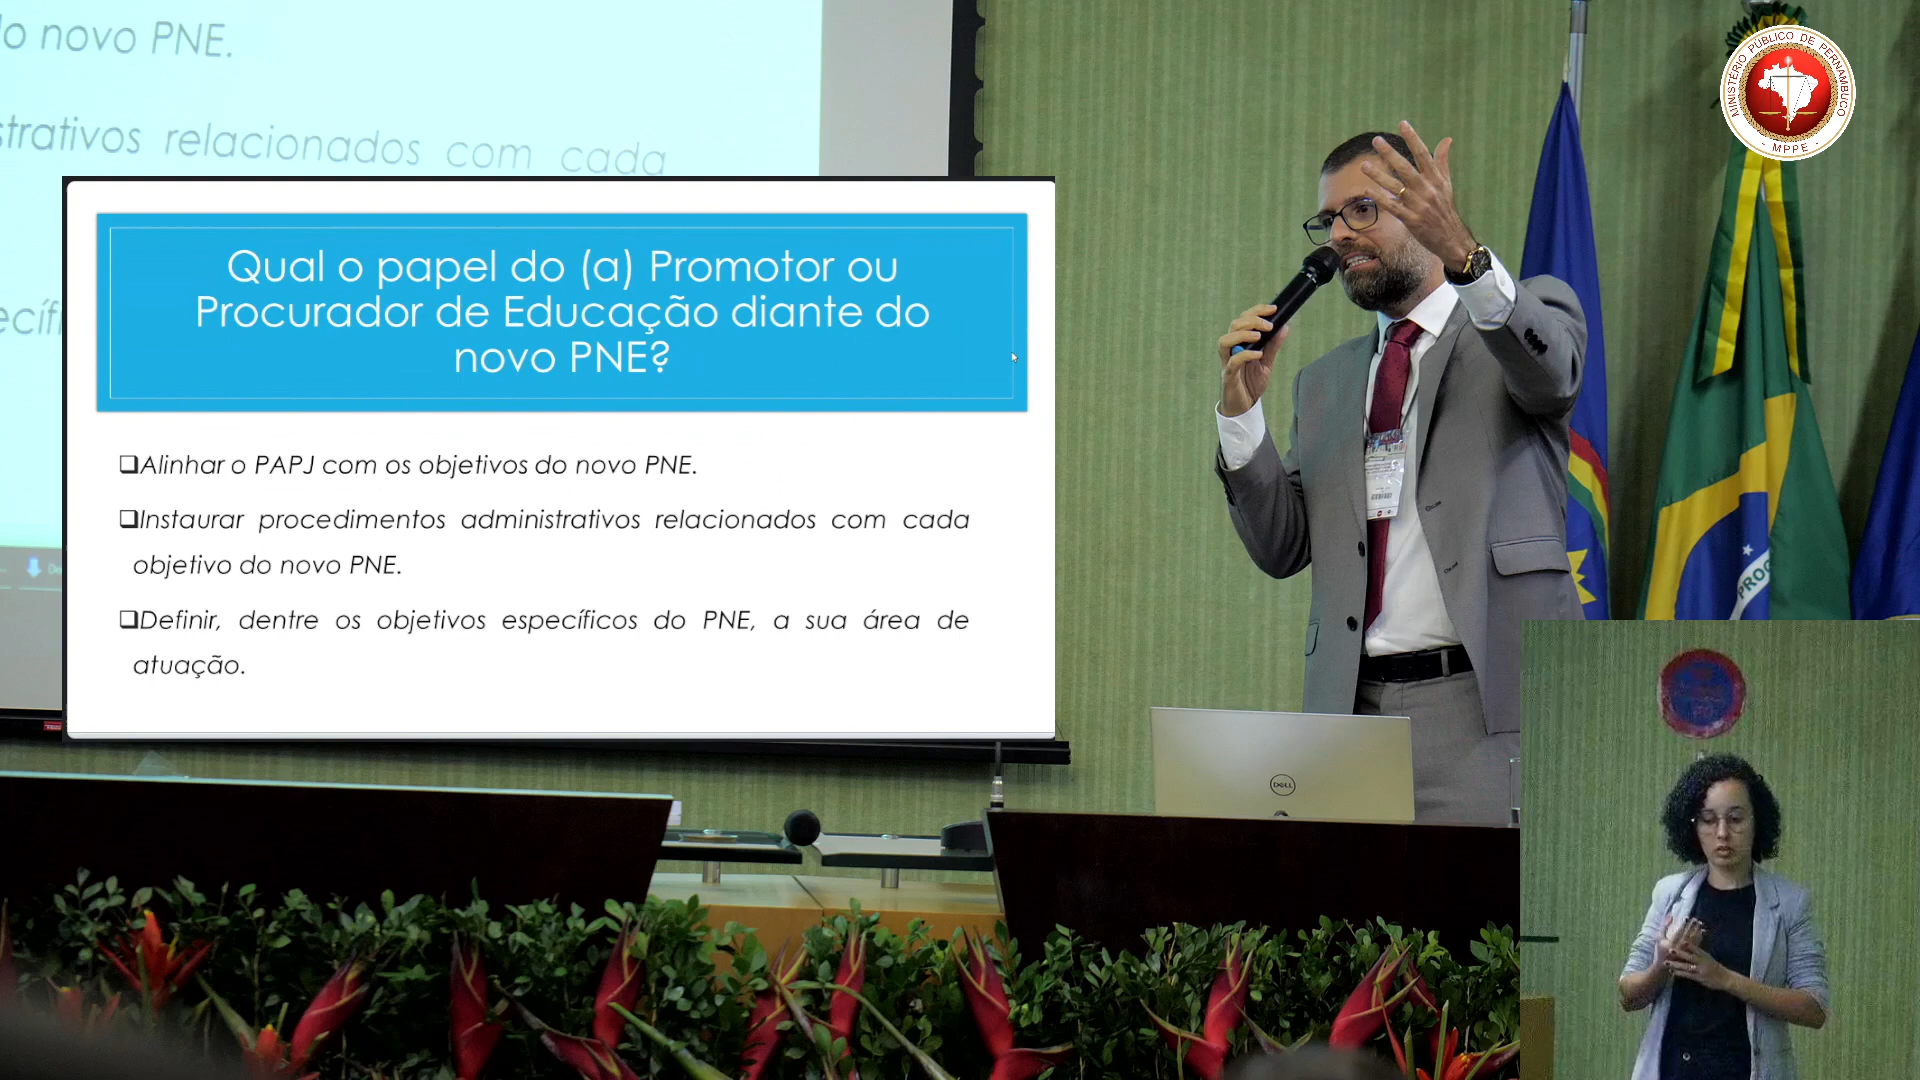 do novo PNE.
strativos relacionados com cada
ecífi
Qual o papel do (a) Promotor ou
Procurador de Educação diante do
novo PNE?
❑Alinhar o PAPJ com os objetivos do novo PNE.
❑Instaurar procedimentos administrativos relacionados com cada
objetivo do novo PNE.
❑Definir, dentre os objetivos específicos do PNE, a sua área de
atuação.
MINISTÉRIO PÚBLICO DE PERNAMBUCO
- MPPE -
PROG
DELL